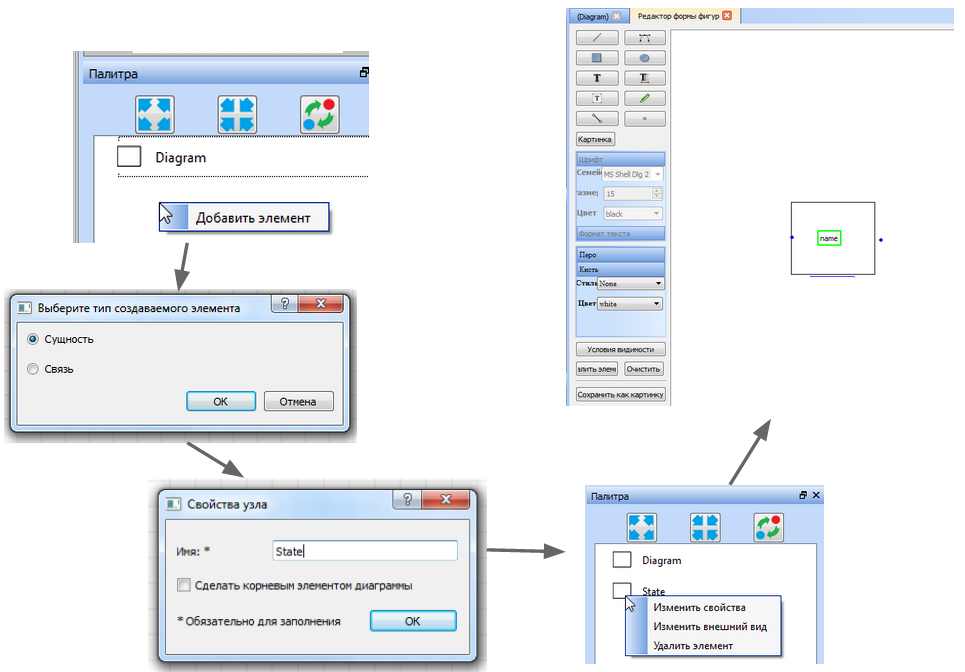 Палитра
Diagram
Добавить элемент
Выберите тип создаваемого элемента
Сущность
Связь
OK
Отмена
Свойства узла
Имя: *
State
Сделать корневым элементом диаграммы
* Обязательно для заполнения
OK
Палитра
Diagram
State
Изменить свойства
Изменить внешний вид
Удалить элемент
(Diagram)
Редактор формы фигур
T
T
T
Картинка
Шрифт
Семей
MS Shell Dlg 2
азме
15
Цвет
black
Формат текста
Перо
Кисть
Стиль
None
Цвет
white
Условия видимости
элить элеме
Очистить
Сохранить как картинку
name